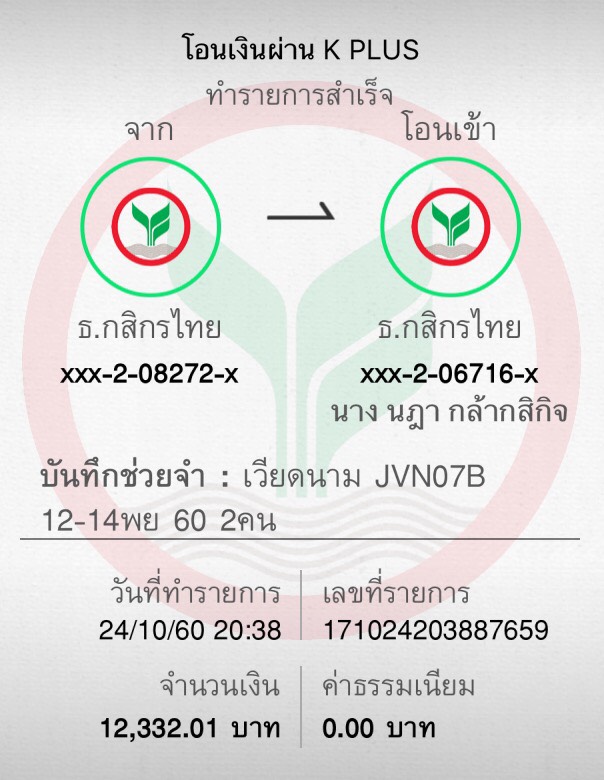 โอนเงินผ่าน K PLUS
ทำรายการสำเร็จ
จาก
โอนเข้า
ธ.กสิกรไทย
ธ.กสิกรไทย
xxx-2-08272-x
xxx-2-06716-x
นาง นฎา กล้ากสิกิจ
บันทึกช่วยจำ : เวียดนาม JVN07B
12-14พย 60 2คน
วันที่ทำรายการ
24/10/60 20:38
เลขที่รายการ
171024203887659
จำนวนเงิน
12,332.01 บาท
ค่าธรรมเนียม
0.00 บาท